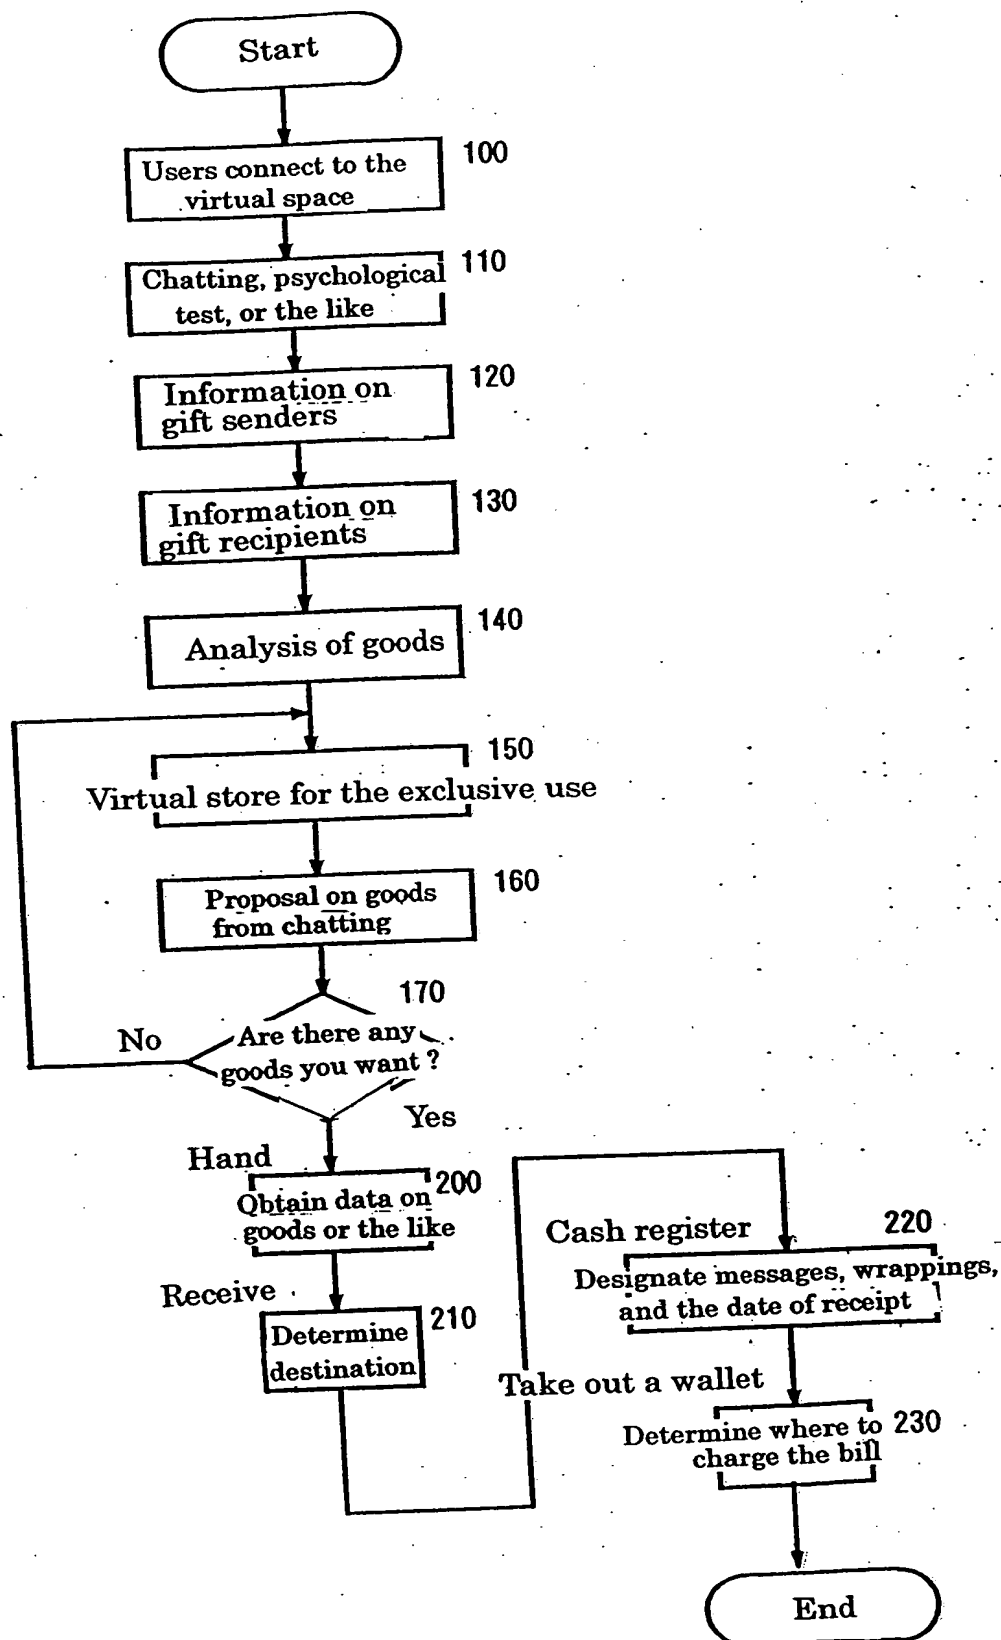 Start
100
Users connect to the
virtual space
110
Chatting, psychological
test, or the like
120
Information on
gift senders
130
Information on
gift recipients
140
Analysis of goods
150
Virtual store for the exclusive use
160
Proposal on goods
from chatting
170
No
Are there any
goods you want ?
Yes
Hand
200
Qbtain data on
goods or the like
Receive
210
Determine
destination
Cash register
220
Designate messages, wrappings,
and the date of receipt
Take out a wallet
Determine where to
230
charge the bill
End